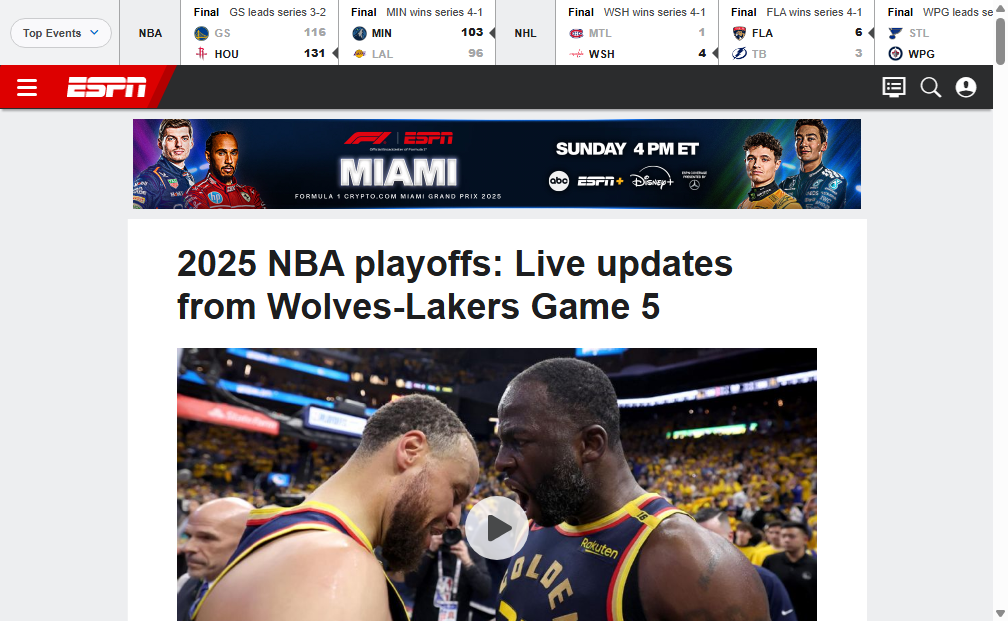 Top Events
NBA
Final GS leads series 3-2
GS 116
HOU 131
Final MIN wins series 4-1
MIN 103
LAL 96
NHL
Final WSH wins series 4-1
MTL 1
WSH 4
Final FLA wins series 4-1
FLA 6
TB 3
Final WPG leads se
STL
WPG
ESPN
F1 | ESPN
MIAMI
FORMULA 1 CRYPTO.COM MIAMI GRAND PRIX 2025
SUNDAY 4 PM ET
abc ESPN+ Disney+
2025 NBA playoffs: Live updates
from Wolves-Lakers Game 5
State Farm
Rakuten
GOLDEN